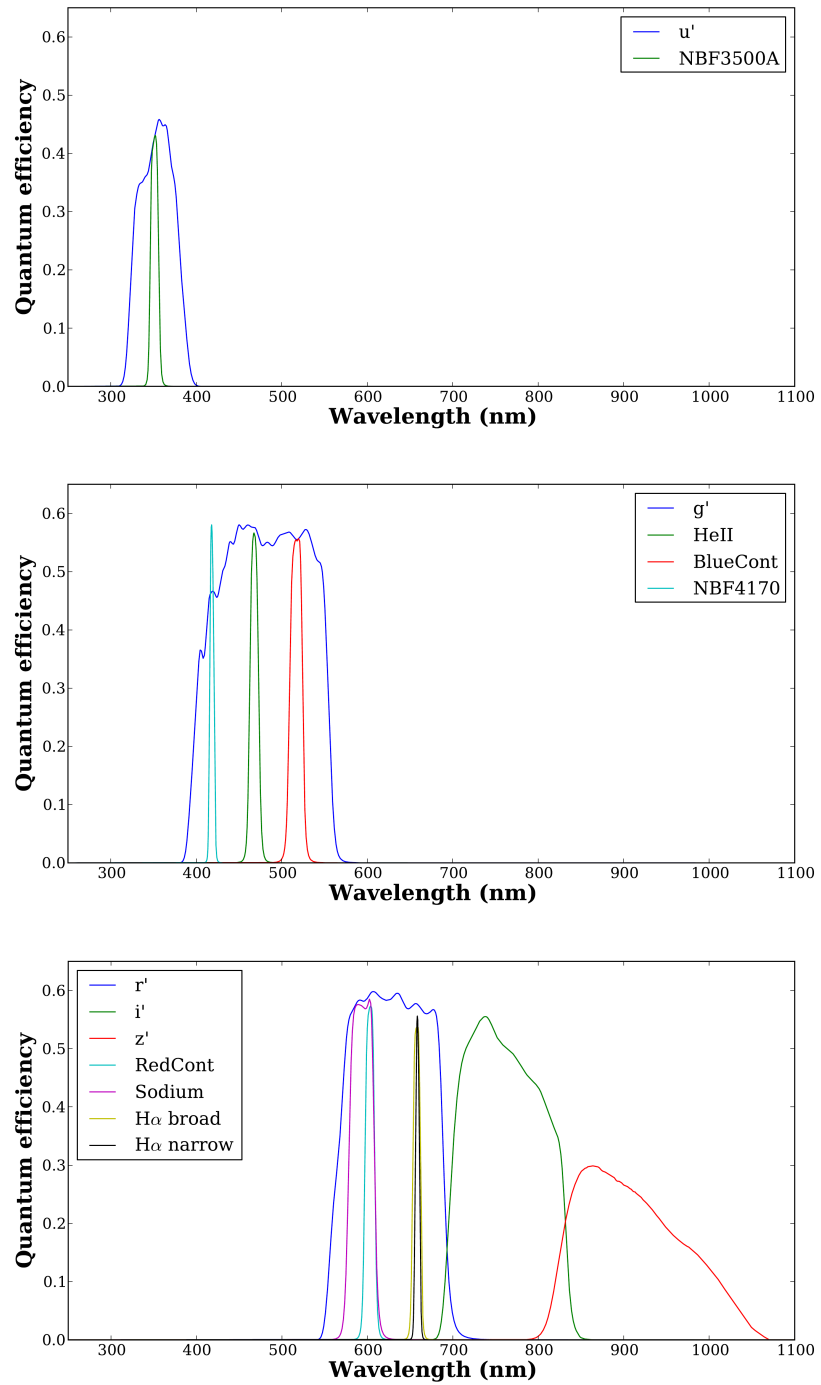 0.6
0.5
0.4
0.3
0.2
0.1
0.0
Quantum efficiency
u'
NBF3500A
300 400 500 600 700 800 900 1000 1100
Wavelength (nm)
0.6
0.5
0.4
0.3
0.2
0.1
0.0
Quantum efficiency
g'
HeII
BlueCont
NBF4170
300 400 500 600 700 800 900 1000 1100
Wavelength (nm)
0.6
0.5
0.4
0.3
0.2
0.1
0.0
Quantum efficiency
r'
i'
z'
RedCont
Sodium
Hα broad
Hα narrow
300 400 500 600 700 800 900 1000 1100
Wavelength (nm)